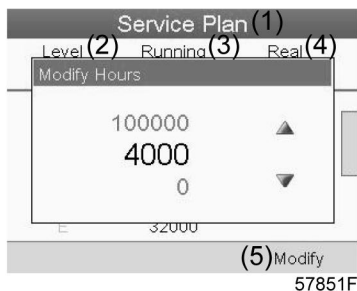 Service Plan (1)
Level (2) Running (3) Real (4)
Modify Hours
100000
4000
0
E 32000
(5) Modify
57851F